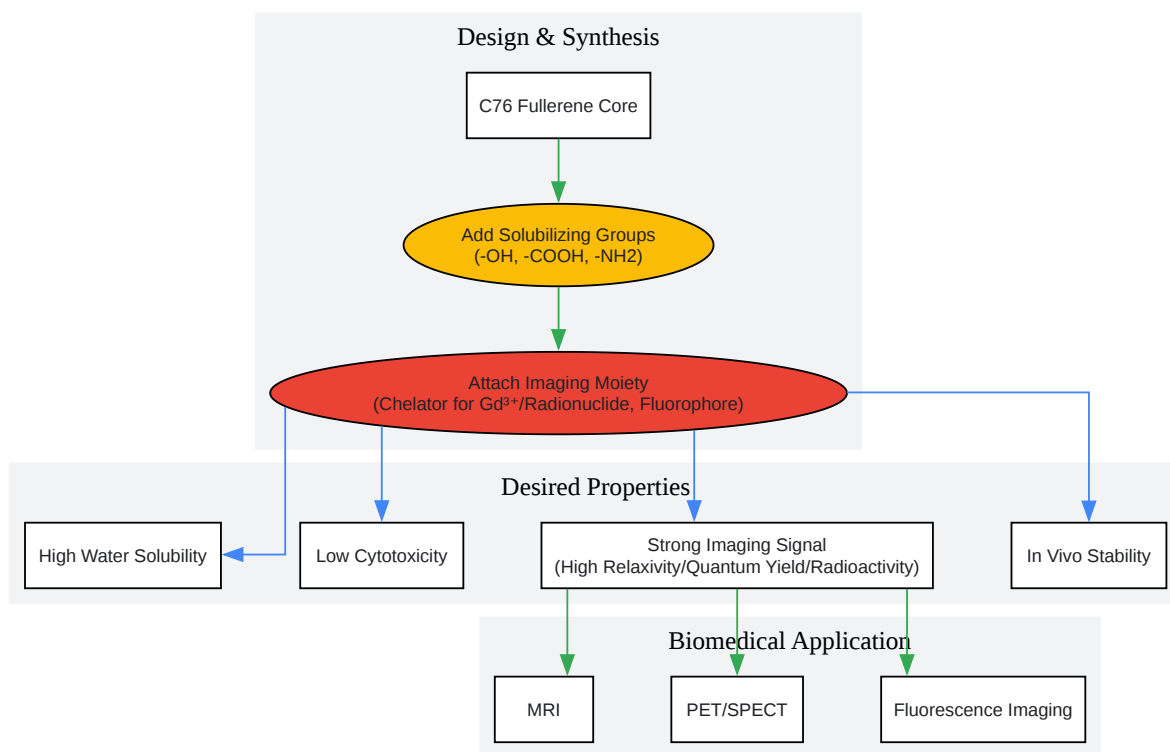 Design & Synthesis
C76 Fullerene Core
Add Solubilizing Groups
(-OH, -COOH, -NH2)
Attach Imaging Moiety
(Chelator for Gd³⁺/Radionuclide, Fluorophore)
Desired Properties
High Water Solubility
Low Cytotoxicity
Strong Imaging Signal
(High Relaxivity/Quantum Yield/Radioactivity)
In Vivo Stability
Biomedical Application
MRI
PET/SPECT
Fluorescence Imaging